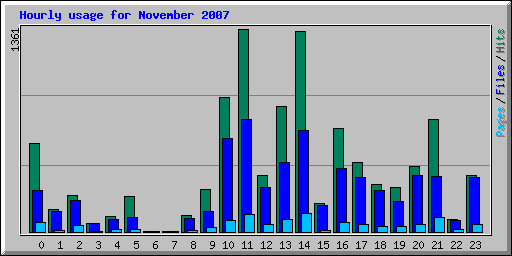 Hourly usage for November 2007
1361
Pages/Files/Hits
0 1 2 3 4 5 6 7 8 9 10 11 12 13 14 15 16 17 18 19 20 21 22 23